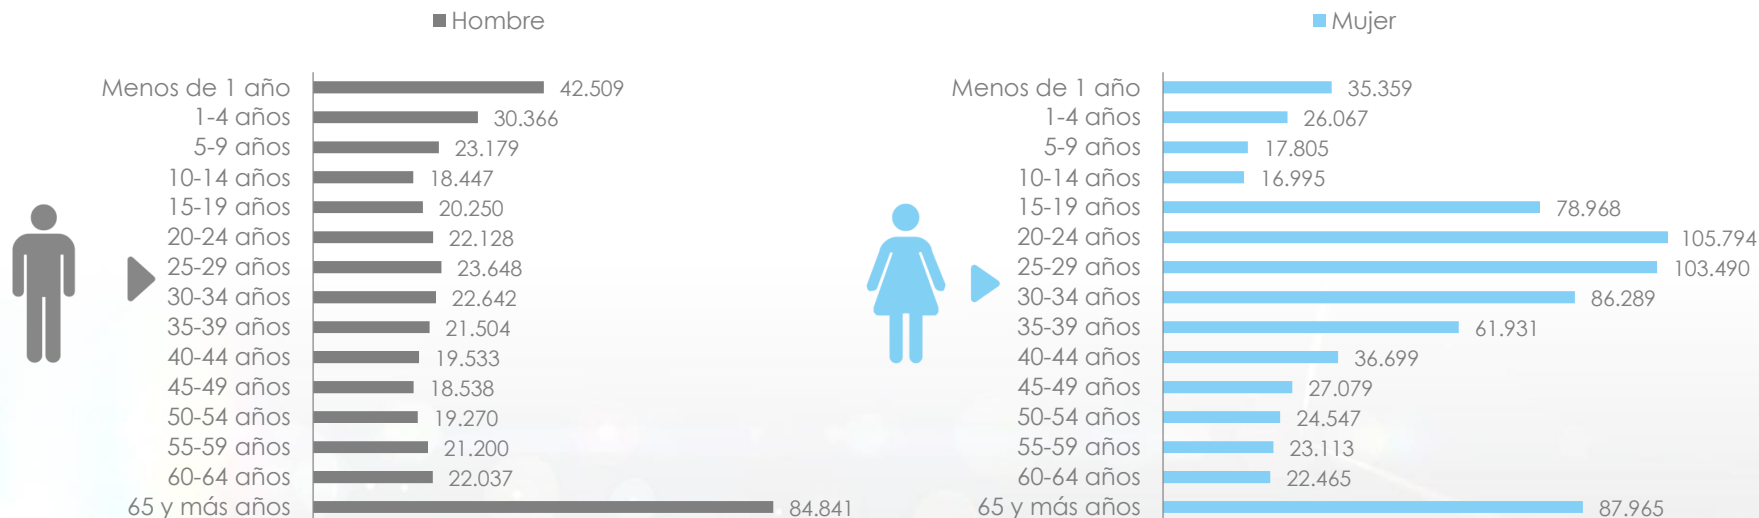 Hombre
Menos de 1 año 42.509
1-4 años 30.366
5-9 años 23.179
10-14 años 18.447
15-19 años 20.250
20-24 años 22.128
25-29 años 23.648
30-34 años 22.642
35-39 años 21.504
40-44 años 19.533
45-49 años 18.538
50-54 años 19.270
55-59 años 21.200
60-64 años 22.037
65 y más años 84.841
Mujer
Menos de 1 año 35.359
1-4 años 26.067
5-9 años 17.805
10-14 años 16.995
15-19 años 78.968
20-24 años 105.794
25-29 años 103.490
30-34 años 86.289
35-39 años 61.931
40-44 años 36.699
45-49 años 27.079
50-54 años 24.547
55-59 años 23.113
60-64 años 22.465
65 y más años 87.965